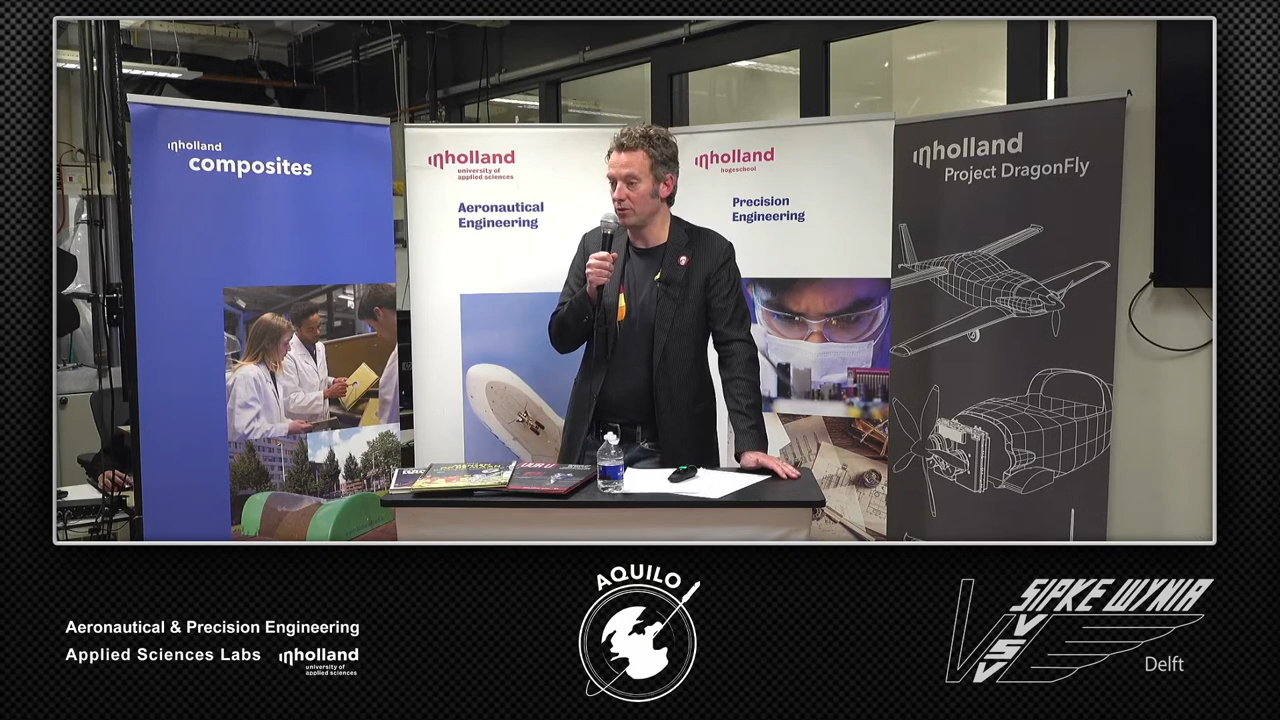 inholland
composites
inholland
university of
applied sciences
Aeronautical
Engineering
inholland
hogeschool
Precision
Engineering
inholland
Project DragonFly
Aeronautical & Precision Engineering
Applied Sciences Labs
inholland
university of
applied sciences
AQUILO
SIPKE WYNIA
VSV
Delft